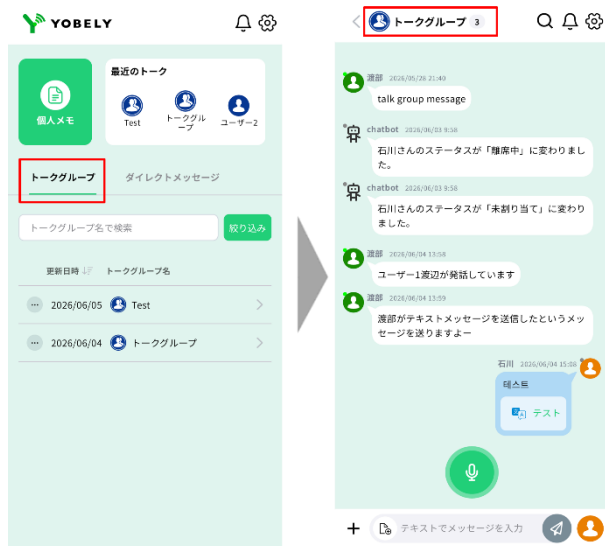 YOBELY
個人メモ
最近のトーク
Test
トークグル
ープ
ユーザー2
トークグループ
ダイレクトメッセージ
トークグループ名で検索
絞り込み
更新日時 トークグループ名
2026/06/05 Test
2026/06/04 トークグループ
トークグループ 3
渡部 2026/05/26 21:40
talk group message
chatbot 2026/06/03 9:56
石川さんのステータスが「離席中」に変わりまし
た。
chatbot 2026/06/03 9:56
石川さんのステータスが「未割り当て」に変わり
ました。
渡部 2026/06/04 13:58
ユーザー1渡辺が発話しています
渡部 2026/06/04 13:59
渡部がテキストメッセージを送信したというメッ
セージを送りますよー
石川 2026/06/04 15:06
테스트
テスト
テキストでメッセージを入力